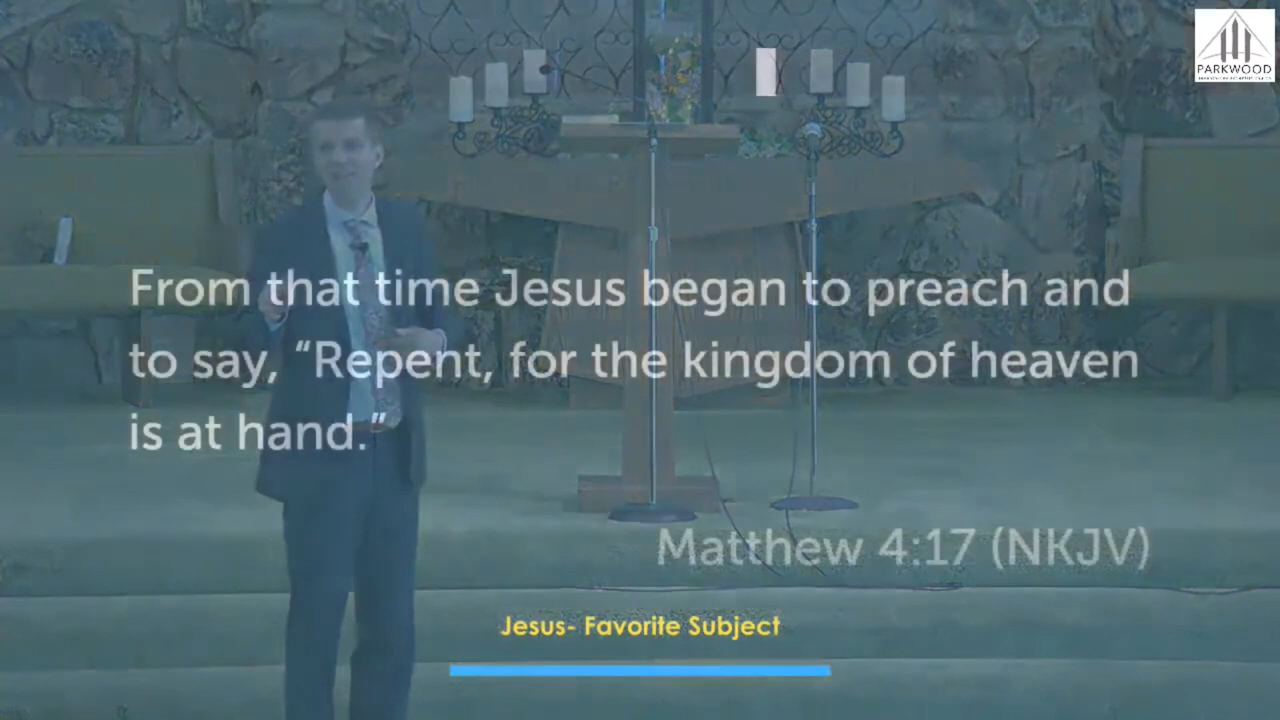 PARKWOOD
From that time Jesus began to preach and
to say, “Repent, for the kingdom of heaven
is at hand.”
Matthew 4:17 (NKJV)
Jesus- Favorite Subject